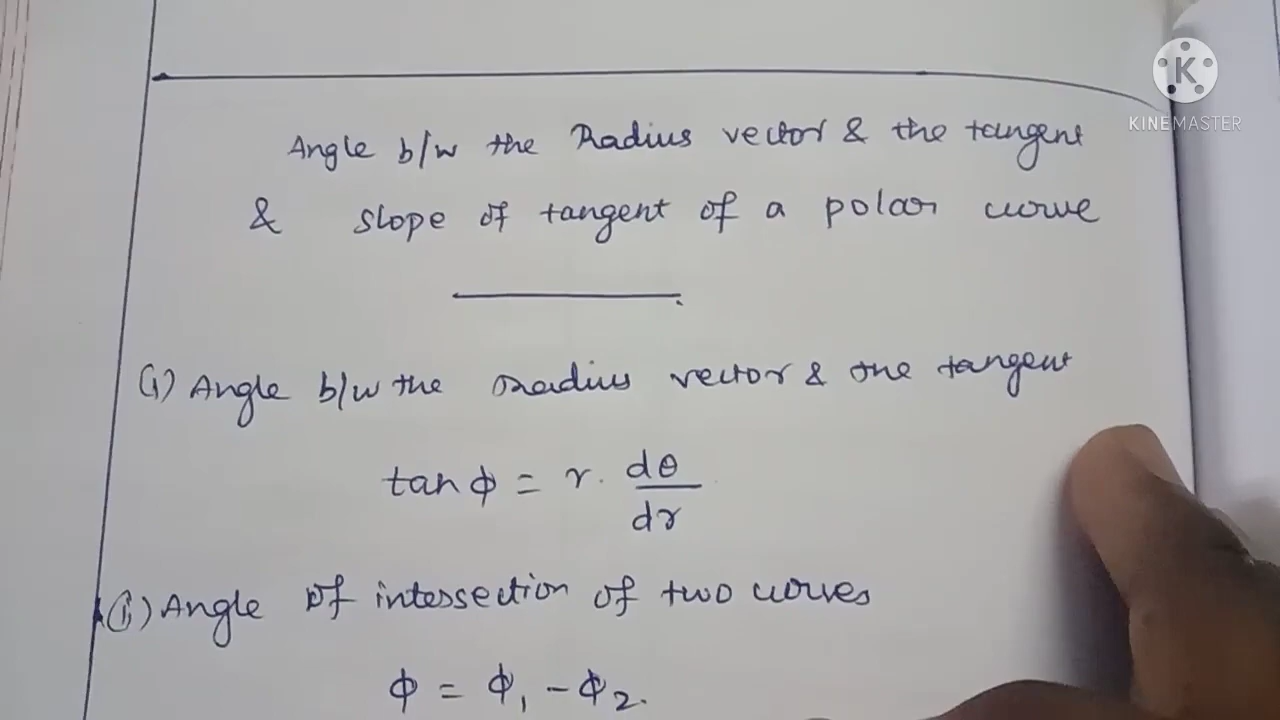 K
KINEMASTER
Angle b/w the Radius vector & the tangent
& slope of tangent of a polar curve
(i) Angle b/w the radius vector & the tangent
tan ϕ = r. dθ/dr
(ii) Angle of intersection of two curves
ϕ = ϕ₁ - ϕ₂.